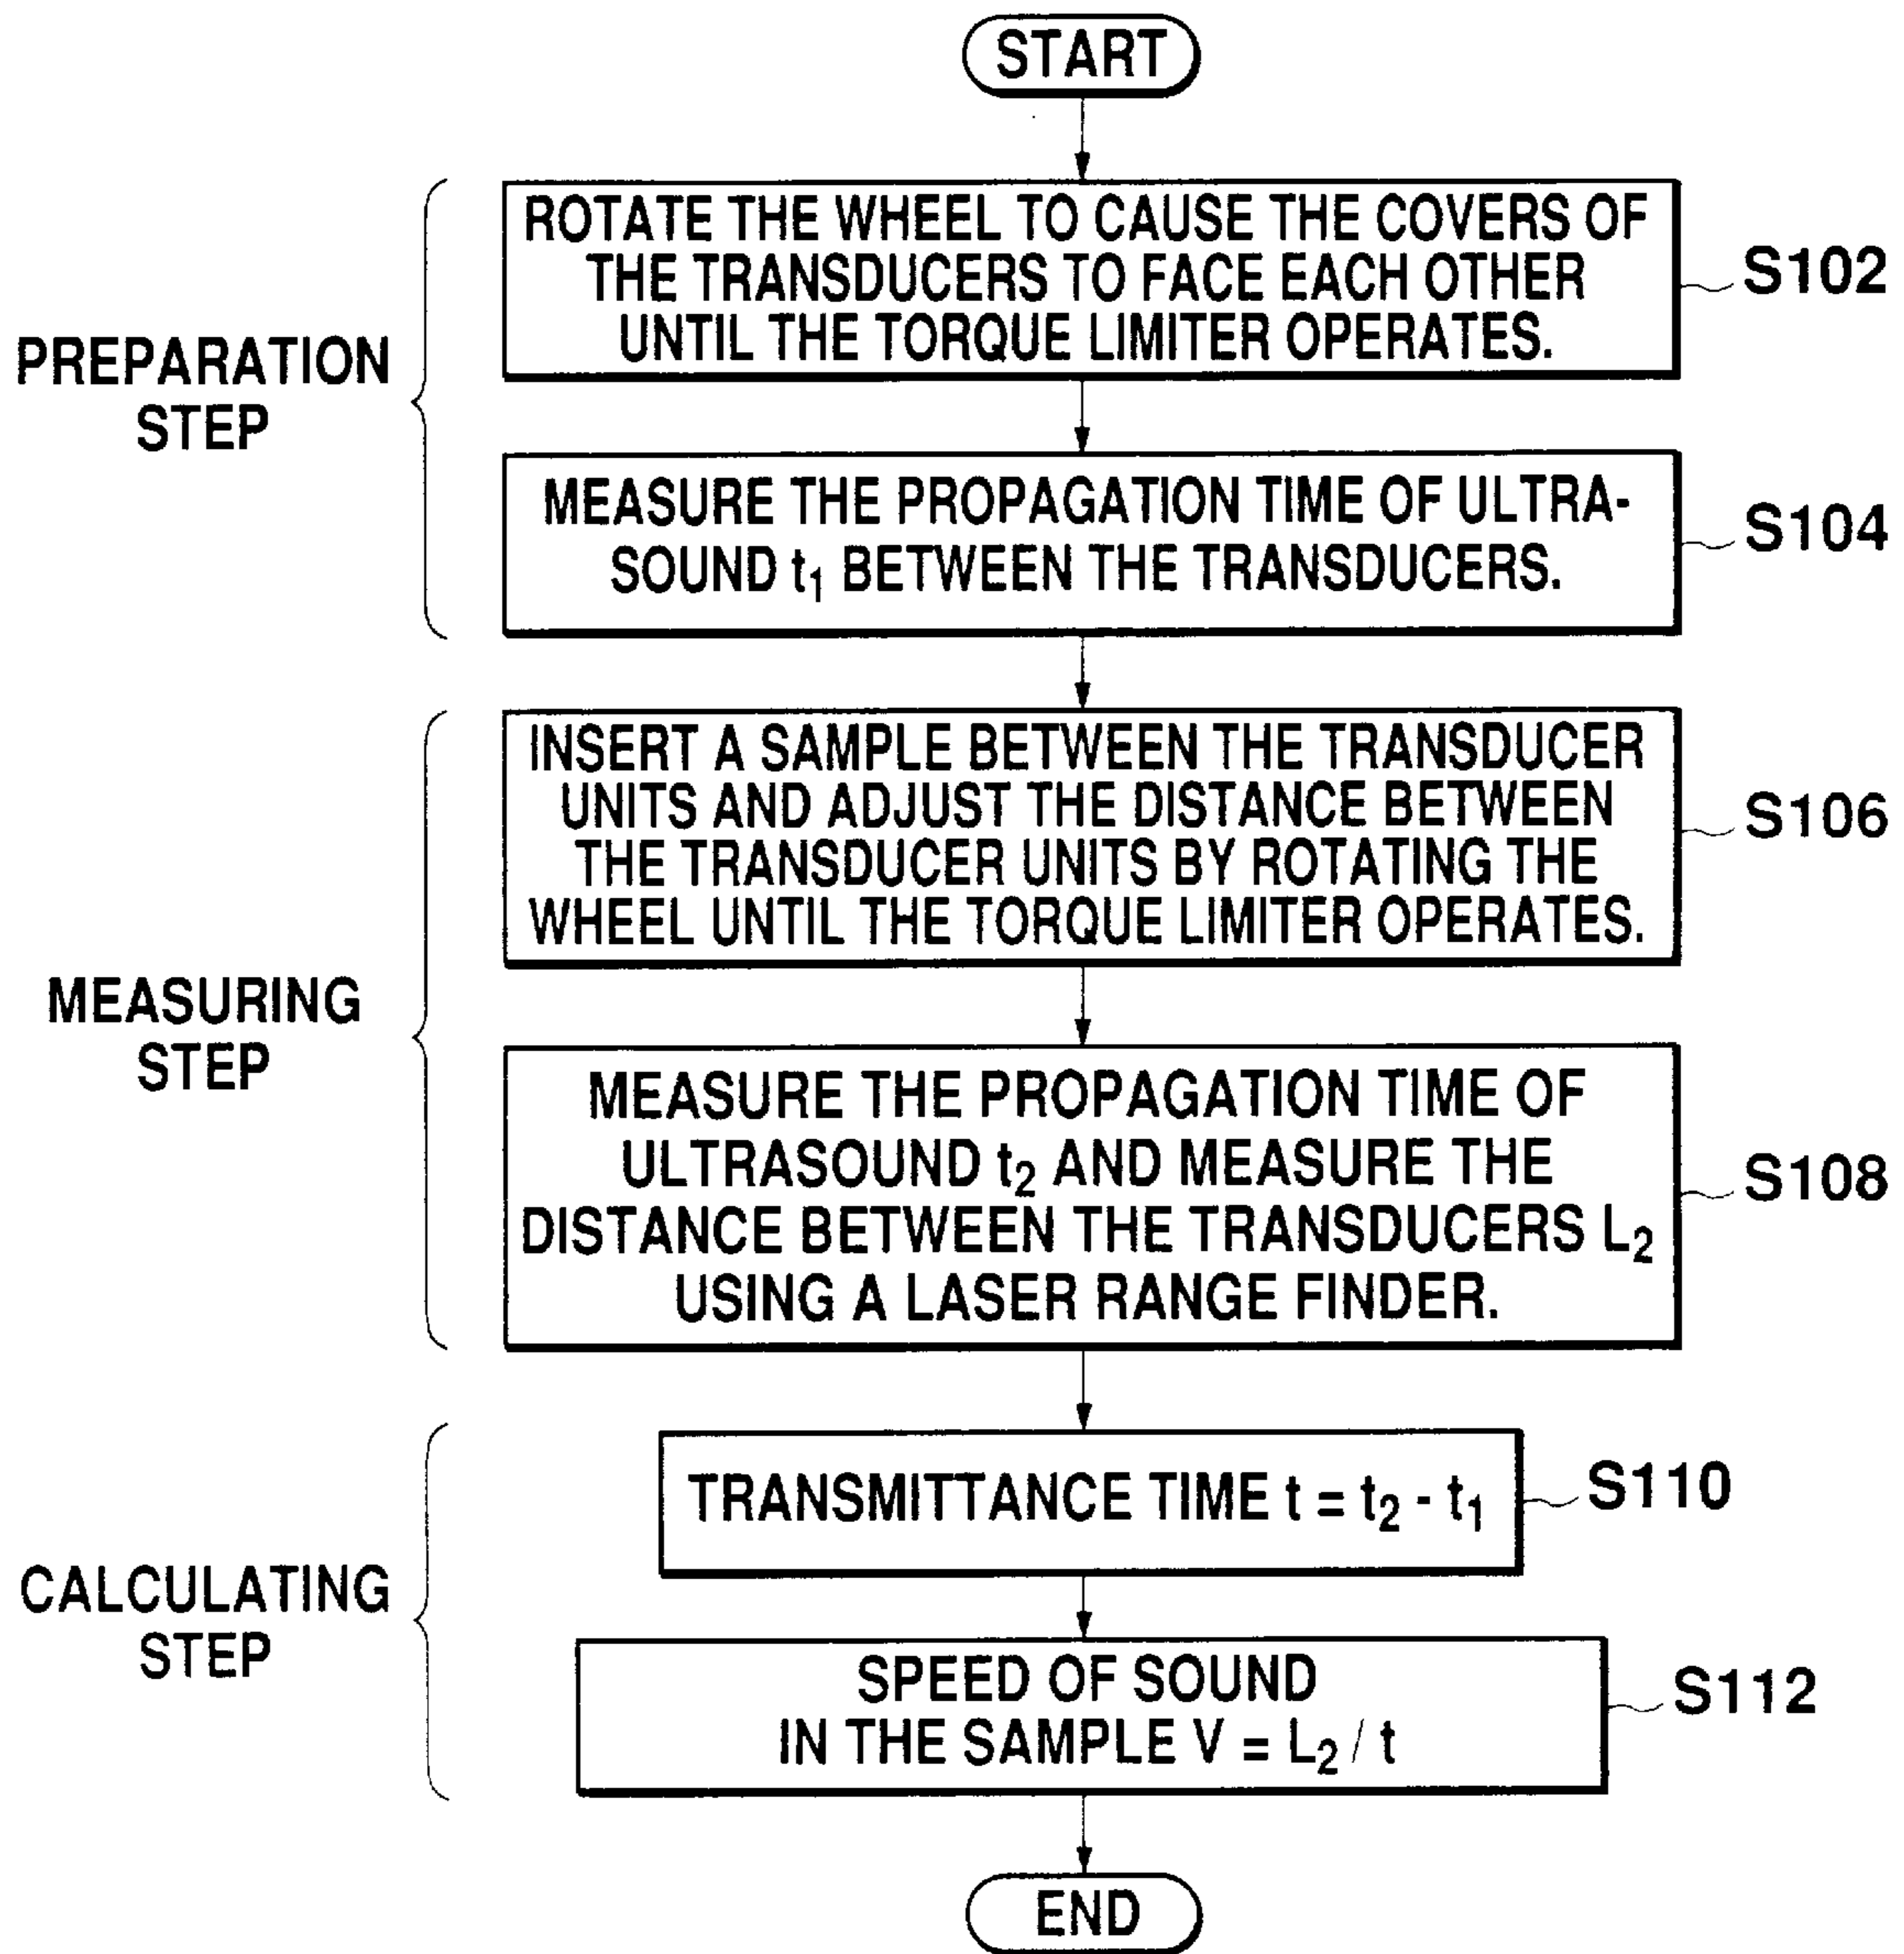 START
ROTATE THE WHEEL TO CAUSE THE COVERS OF
THE TRANSDUCERS TO FACE EACH OTHER
UNTIL THE TORQUE LIMITER OPERATES.
S102
PREPARATION
STEP
MEASURE THE PROPAGATION TIME OF ULTRA-
SOUND t₁ BETWEEN THE TRANSDUCERS.
S104
INSERT A SAMPLE BETWEEN THE TRANSDUCER
UNITS AND ADJUST THE DISTANCE BETWEEN
THE TRANSDUCER UNITS BY ROTATING THE
WHEEL UNTIL THE TORQUE LIMITER OPERATES.
S106
MEASURING
STEP
MEASURE THE PROPAGATION TIME OF
ULTRASOUND t₂ AND MEASURE THE
DISTANCE BETWEEN THE TRANSDUCERS L₂
USING A LASER RANGE FINDER.
S108
TRANSMITTANCE TIME t = t₂ - t₁
S110
CALCULATING
STEP
SPEED OF SOUND
IN THE SAMPLE V = L₂ / t
S112
END